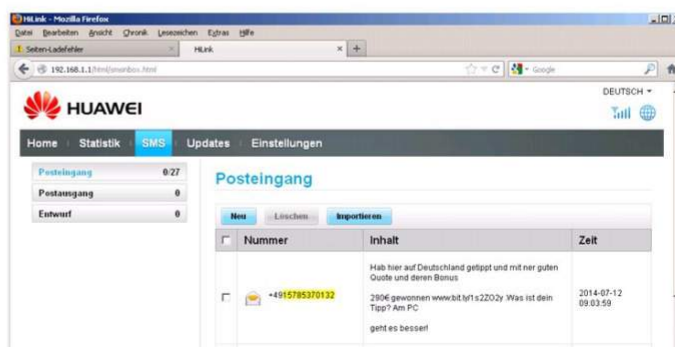 HiLink - Mozilla Firefox
Datei Bearbeiten Ansicht Chronik Lesezeichen Extras Hilfe
Seiten-Ladefehler HiLink
192.168.1.1/html/smsinbox.html Google
DEUTSCH
HUAWEI
Home Statistik SMS Updates Einstellungen
Posteingang 0/27
Postausgang 0
Entwurf 0
Posteingang
Neu Löschen Importieren
Nummer Inhalt Zeit
Hab hier auf Deutschland getippt und mit ner guten
Quote und deren Bonus
+4915785370132
280€ gewonnen www.bit.ly/1s2ZO2y .Was ist dein
Tipp? Am PC
2014-07-12
09:03:59
geht es besser!